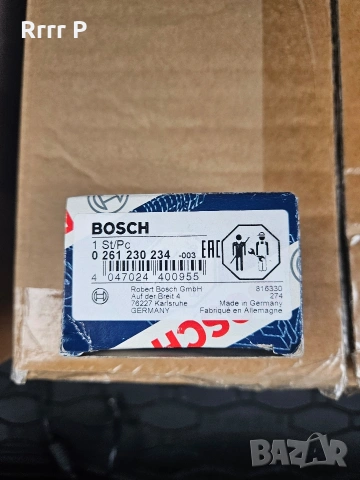 Rrrr P
BOSCH
1 St/Pc
0 261 230 234 -003
EAC
4 047024 400955
Robert Bosch GmbH
Auf der Breit 4
76227 Karlsruhe
GERMANY
816330
274
Made in Germany
Fabriqué en Allemagne
BAZAR